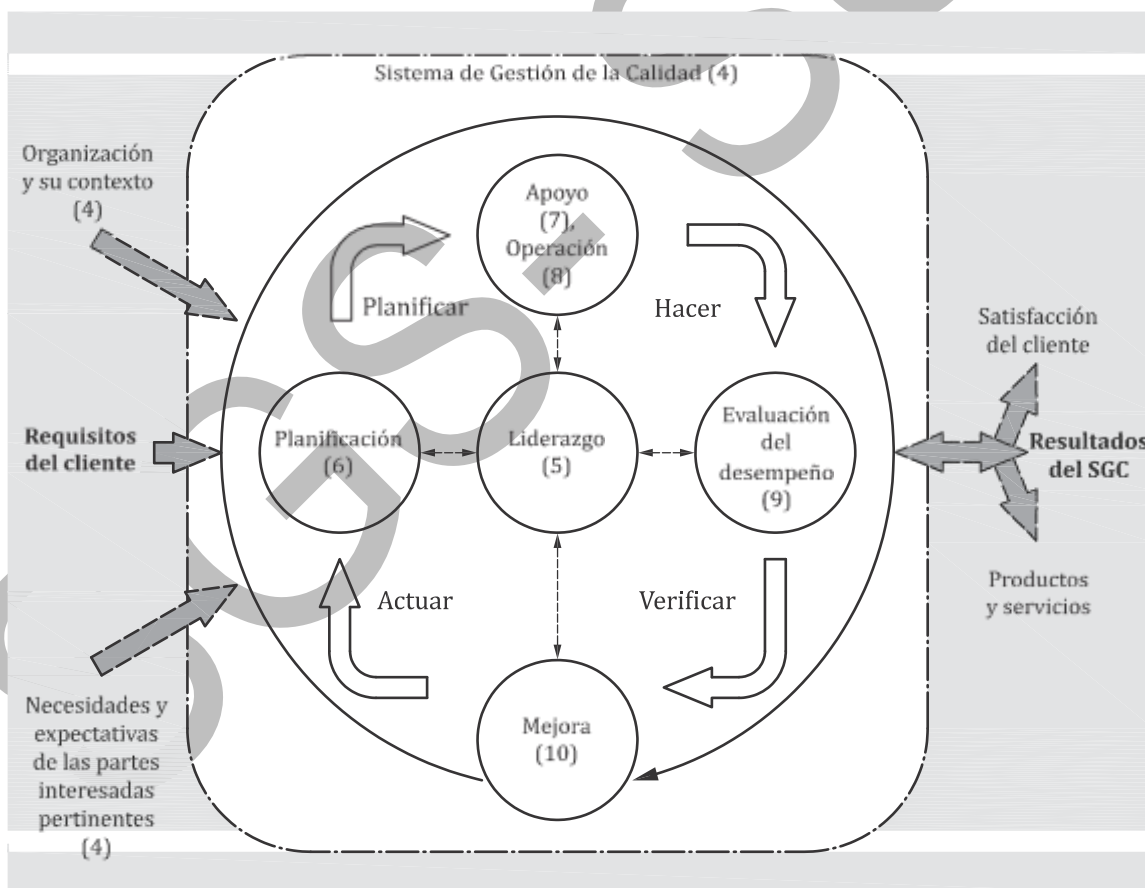 Sistema de Gestión de la Calidad (4)
Organización
y su contexto
(4)
Apoyo
(7),
Operación
(8)
Planificar
Hacer
Satisfacción
del cliente
Requisitos
del cliente
Planificación
(6)
Liderazgo
(5)
Evaluación
del
desempeño
(9)
Resultados
del SGC
Actuar
Verificar
Productos
y servicios
Necesidades y
expectativas
de las partes
interesadas
pertinentes
(4)
Mejora
(10)